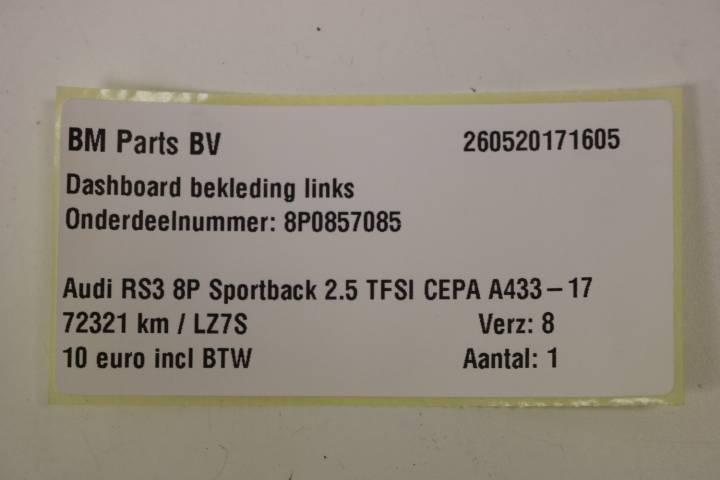 BM Parts BV 260520171605
Dashboard bekleding links
Onderdeelnummer: 8P0857085
Audi RS3 8P Sportback 2.5 TFSI CEPA A433-17
72321 km / LZ7S Verz: 8
10 euro incl BTW Aantal: 1